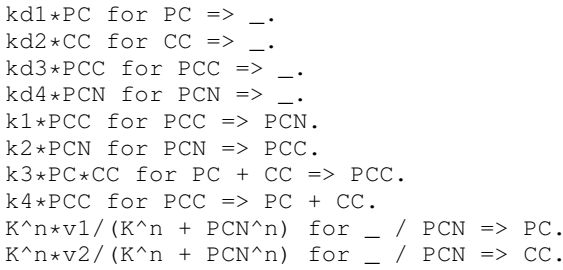 kd1*PC for PC => _.
kd2*CC for CC => _.
kd3*PCC for PCC => _.
kd4*PCN for PCN => _.
k1*PCC for PCC => PCN.
k2*PCN for PCN => PCC.
k3*PC*CC for PC + CC => PCC.
k4*PCC for PCC => PC + CC.
K^n*v1/(K^n + PCN^n) for _ / PCN => PC.
K^n*v2/(K^n + PCN^n) for _ / PCN => CC.